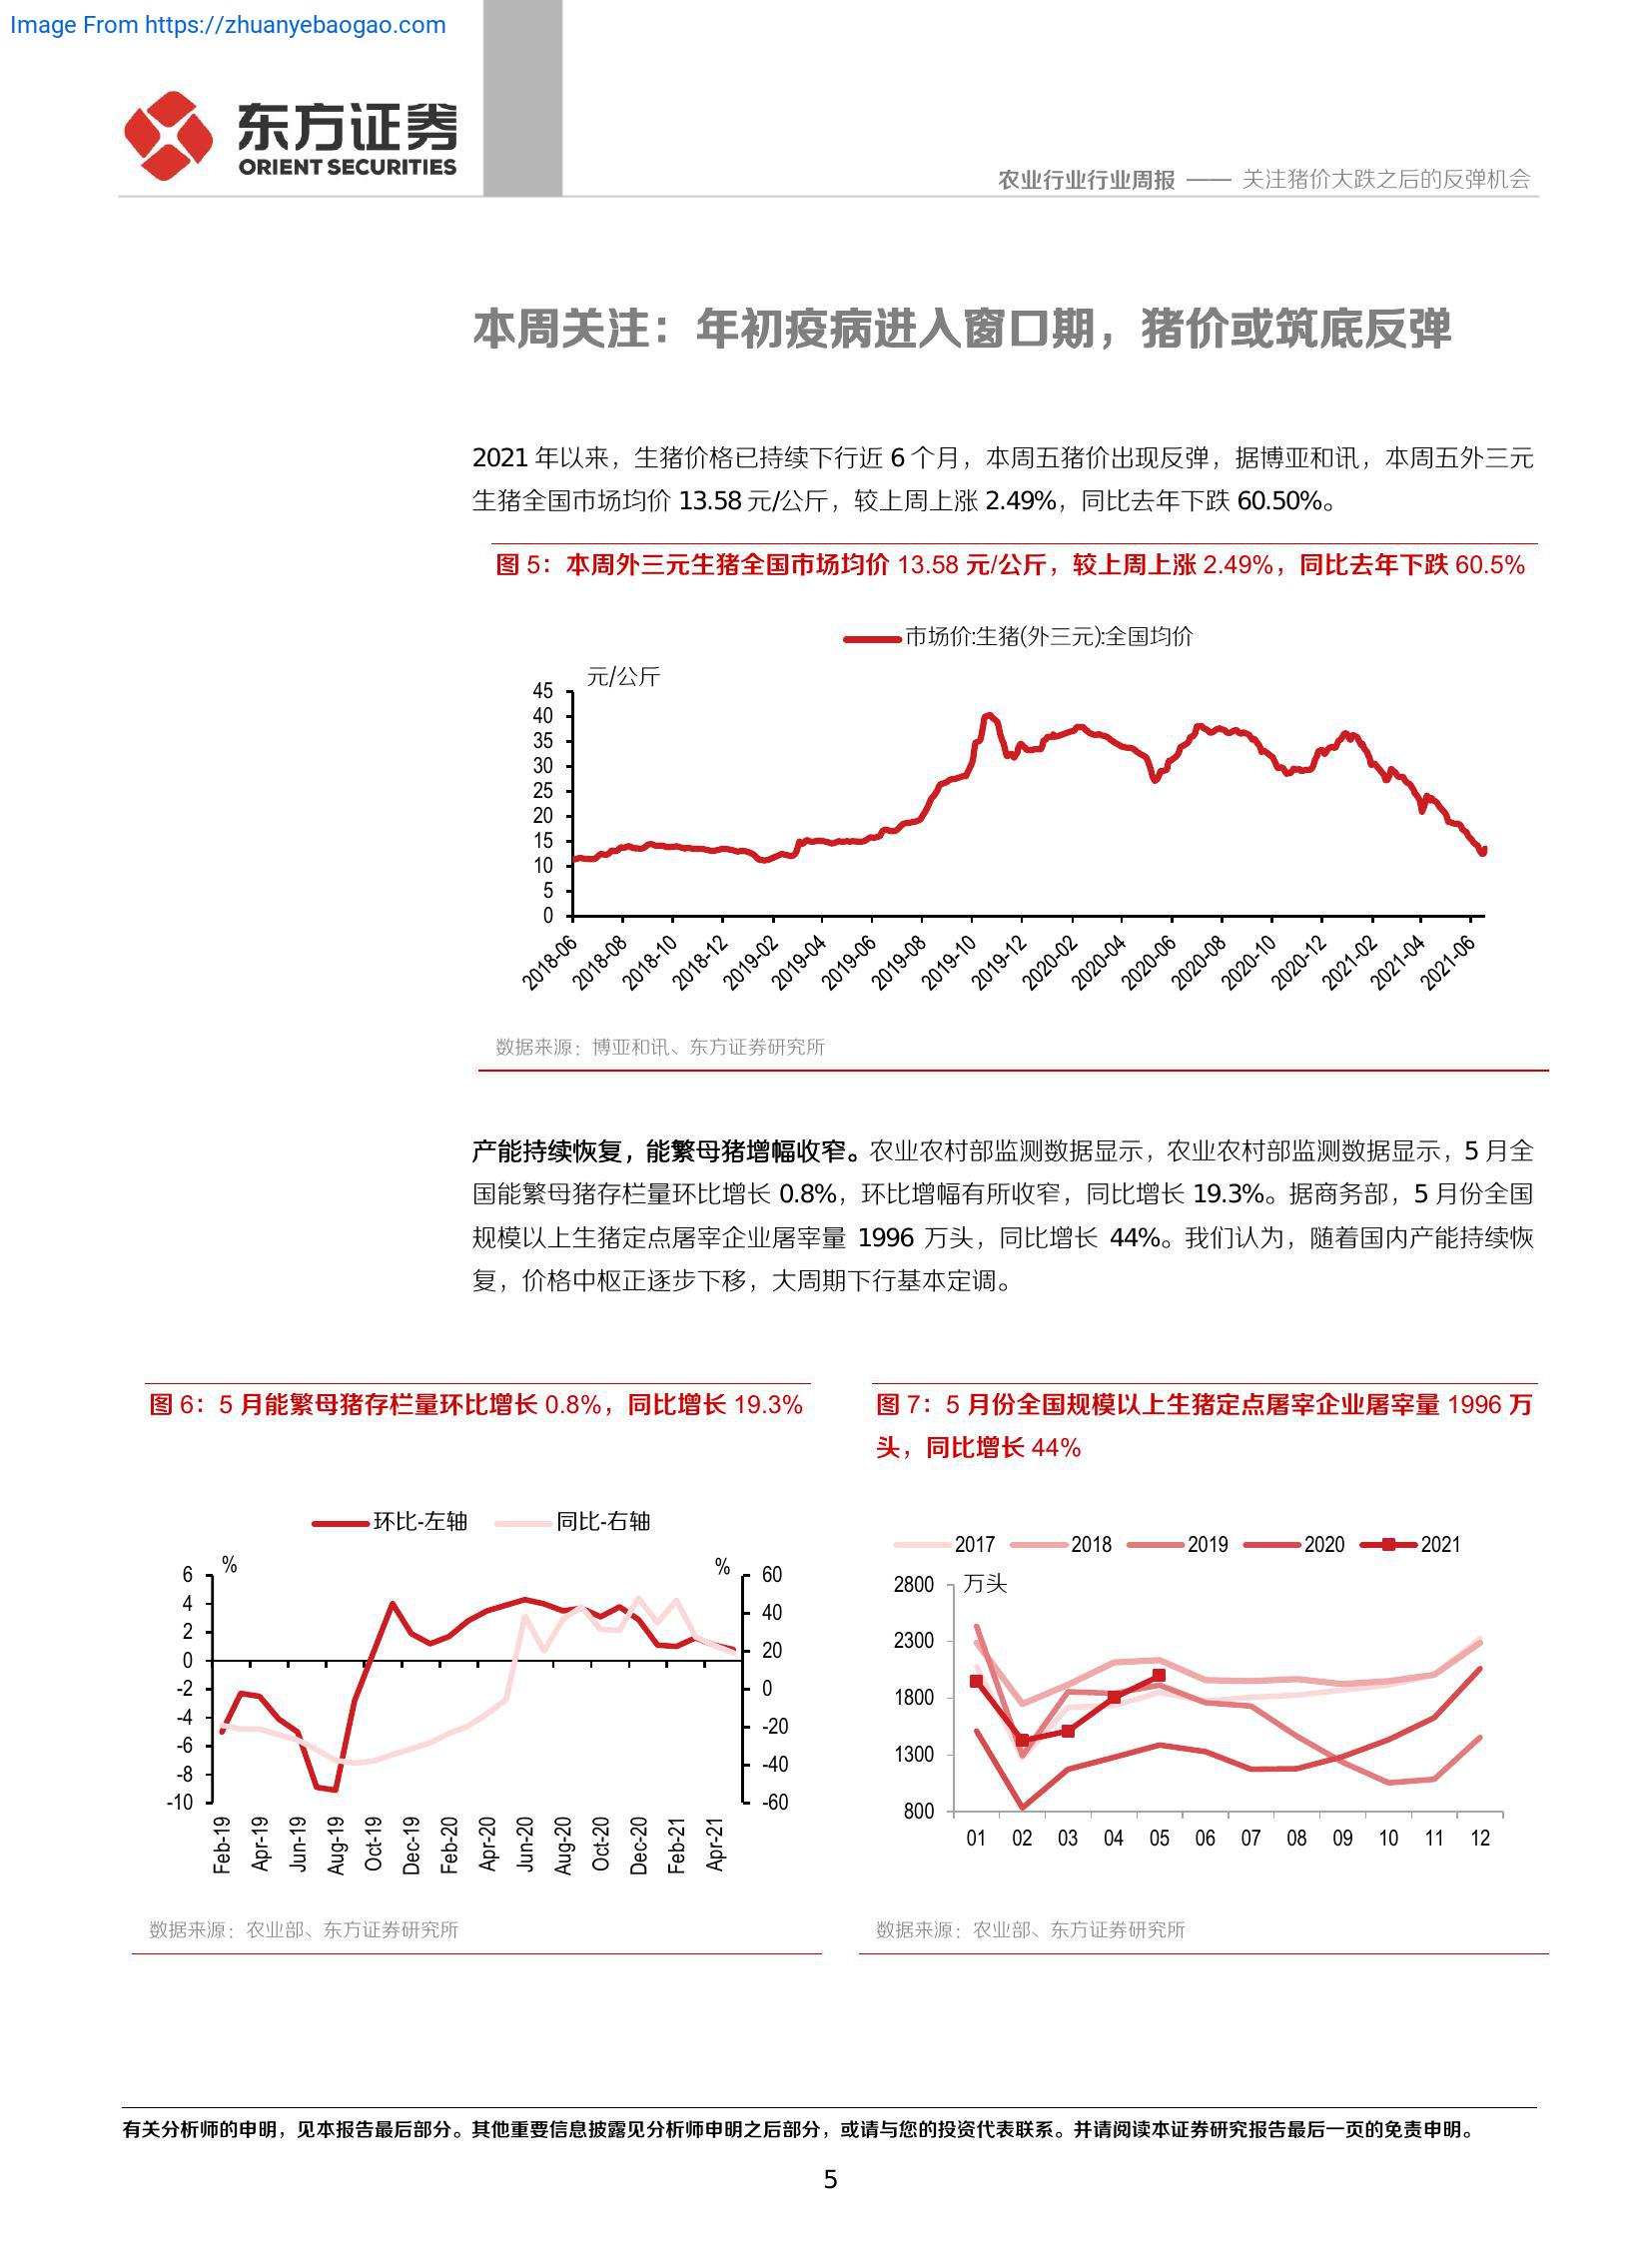 Image From https://zhuanyebaogao.com
东方证券
ORIENT SECURITIES
农业行业行业周报 —— 关注猪价大跌之后的反弹机会
本周关注：年初疫病进入窗口期，猪价或筑底反弹
2021 年以来，生猪价格已持续下行近 6 个月，本周五猪价出现反弹，据博亚和讯，本周五外三元
生猪全国市场均价 13.58 元/公斤，较上周上涨 2.49%，同比去年下跌 60.50%。
图 5：本周外三元生猪全国市场均价 13.58 元/公斤，较上周上涨 2.49%，同比去年下跌 60.5%
市场价:生猪(外三元):全国均价
元/公斤
45
40
35
30
25
20
15
10
5
0
2018-06 2018-08 2018-10 2018-12 2019-02 2019-04 2019-06 2019-08 2019-10 2019-12 2020-02 2020-04 2020-06 2020-08 2020-10 2020-12 2021-02 2021-04 2021-06
数据来源：博亚和讯、东方证券研究所
产能持续恢复，能繁母猪增幅收窄。农业农村部监测数据显示，农业农村部监测数据显示，5 月全
国能繁母猪存栏量环比增长 0.8%，环比增幅有所收窄，同比增长 19.3%。据商务部，5 月份全国
规模以上生猪定点屠宰企业屠宰量 1996 万头，同比增长 44%。我们认为，随着国内产能持续恢
复，价格中枢正逐步下移，大周期下行基本定调。
图 6：5 月能繁母猪存栏量环比增长 0.8%，同比增长 19.3%
环比-左轴 同比-右轴
% %
6 60
4 40
2 20
0 0
-2 -20
-4 -40
-6 -60
-8
-10
Feb-19 Apr-19 Jun-19 Aug-19 Oct-19 Dec-19 Feb-20 Apr-20 Jun-20 Aug-20 Oct-20 Dec-20 Feb-21 Apr-21
数据来源：农业部、东方证券研究所
图 7：5 月份全国规模以上生猪定点屠宰企业屠宰量 1996 万
头，同比增长 44%
2017 2018 2019 2020 2021
万头
2800
2300
1800
1300
800
01 02 03 04 05 06 07 08 09 10 11 12
数据来源：农业部、东方证券研究所
有关分析师的申明，见本报告最后部分。其他重要信息披露见分析师申明之后部分，或请与您的投资代表联系。并请阅读本证券研究报告最后一页的免责申明。
5